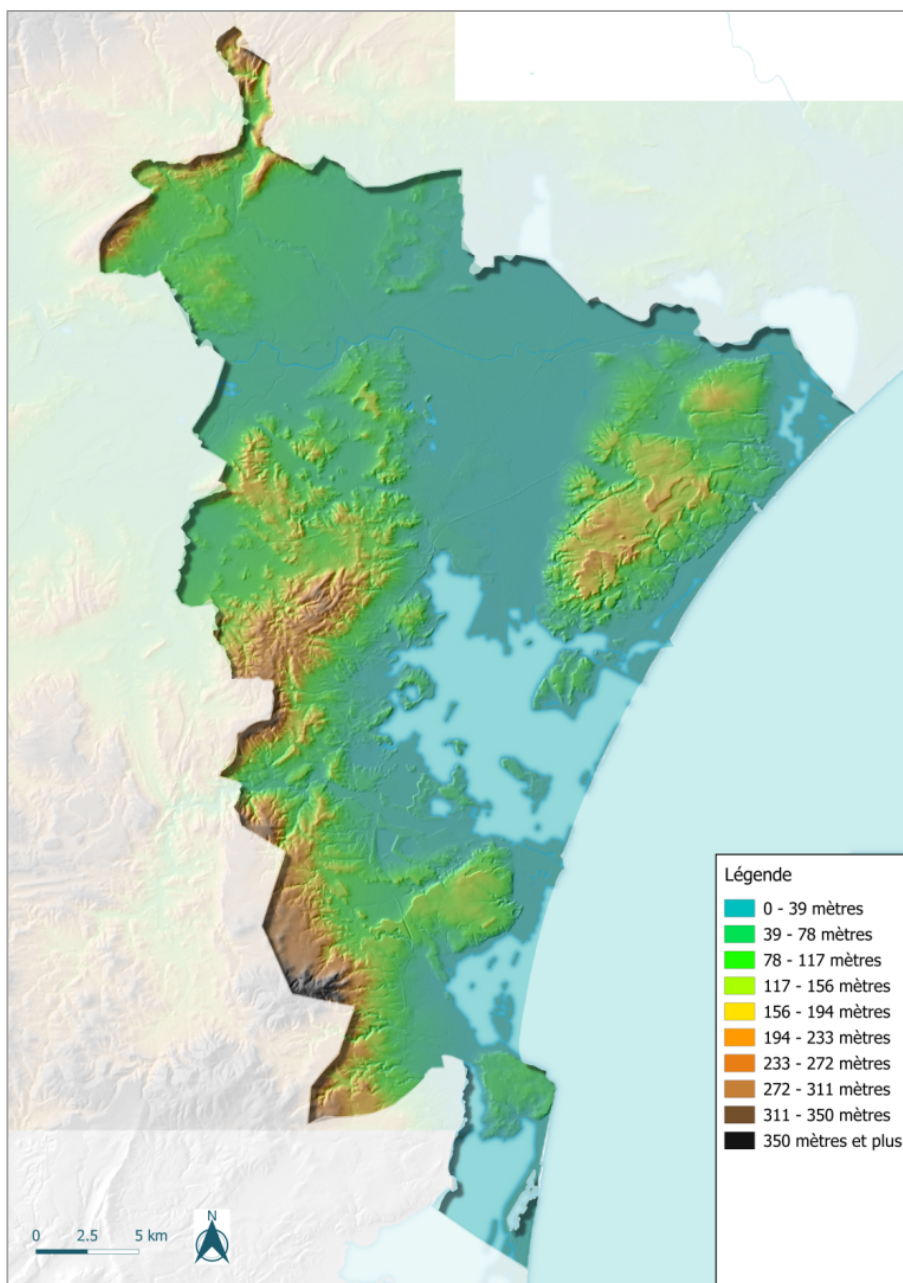 Légende
0 - 39 mètres
39 - 78 mètres
78 - 117 mètres
117 - 156 mètres
156 - 194 mètres
194 - 233 mètres
233 - 272 mètres
272 - 311 mètres
311 - 350 mètres
350 mètres et plus
N
0 2.5 5 km